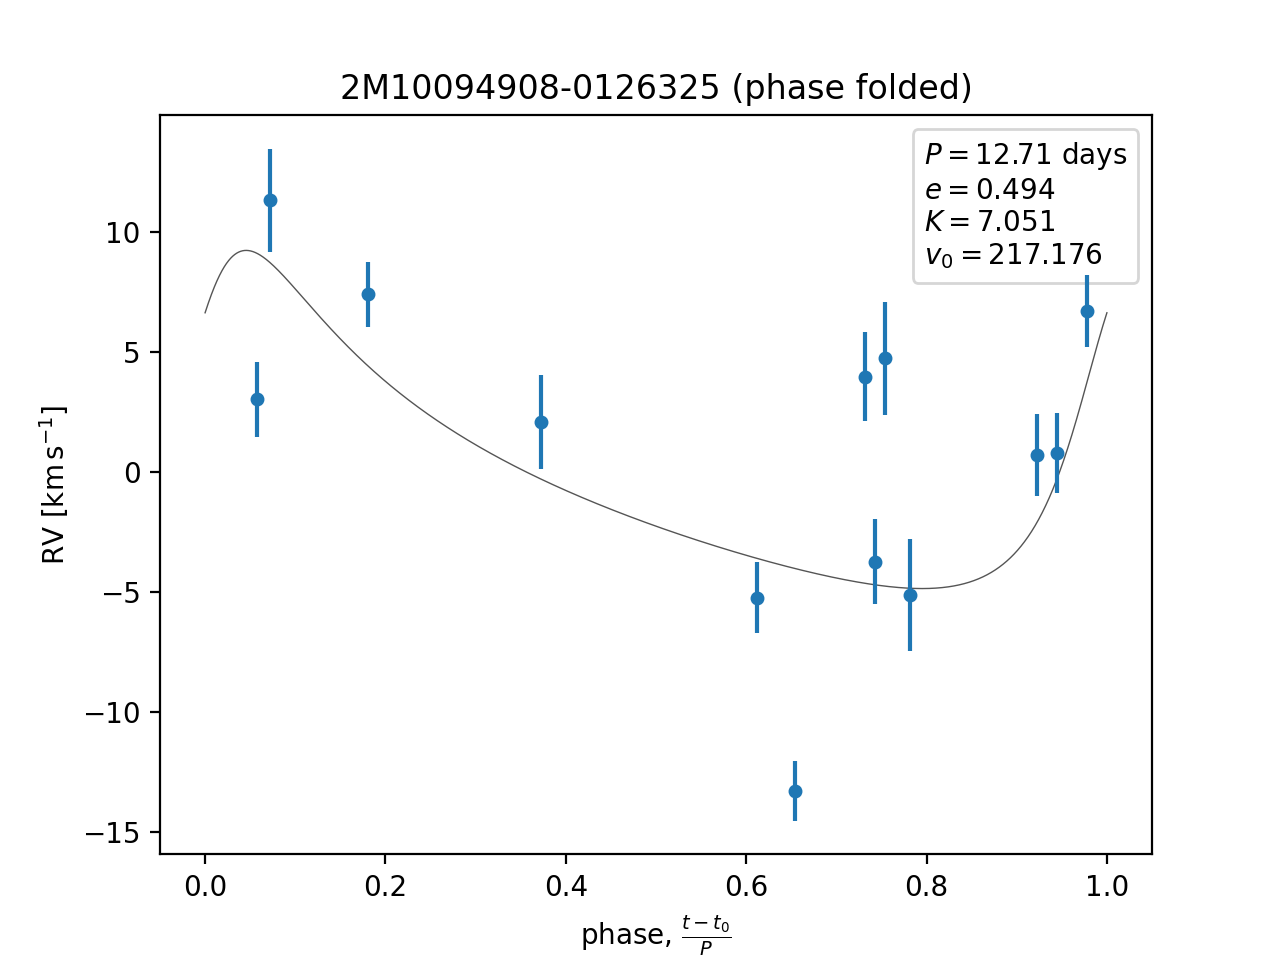 2M10094908-0126325 (phase folded)
P = 12.71 days
e = 0.494
K = 7.051
v₀ = 217.176
10
5
0
−5
−10
−15
RV [km s⁻¹]
0.0 0.2 0.4 0.6 0.8 1.0
phase, (t − t₀)/P